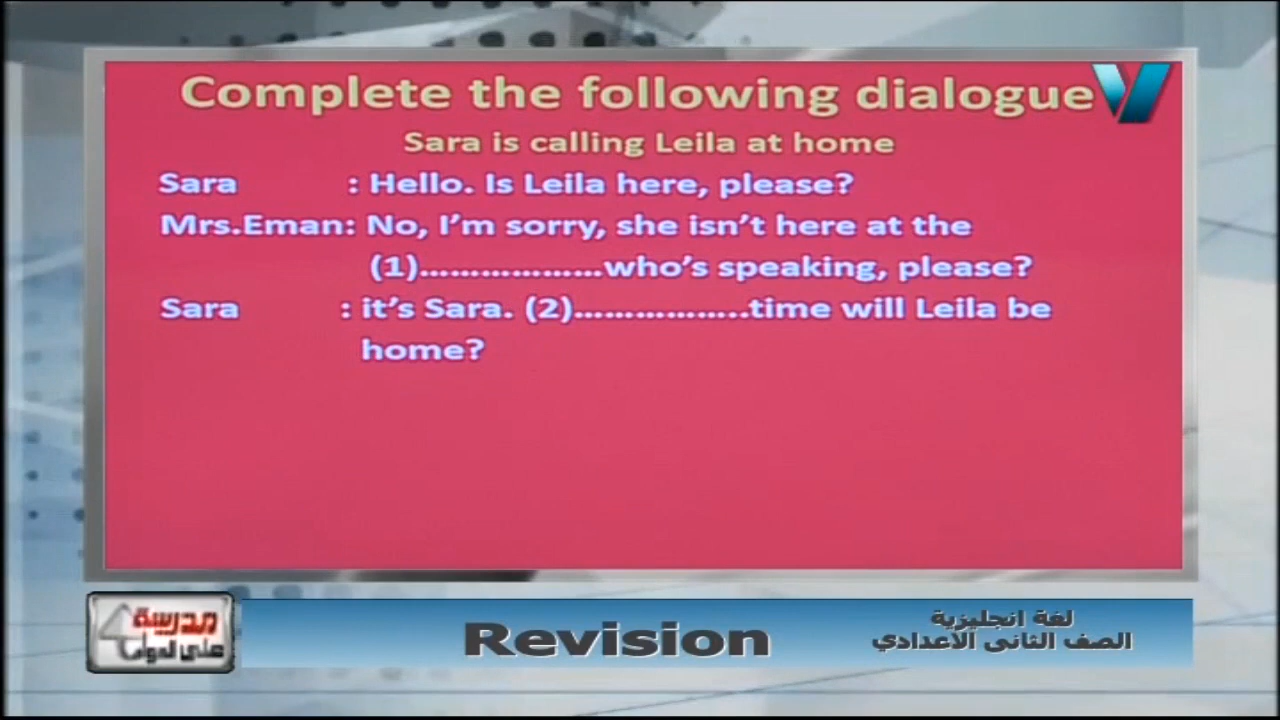 Complete the following dialogue
Sara is calling Leila at home
Sara : Hello. Is Leila here, please?
Mrs.Eman: No, I'm sorry, she isn't here at the
(1)..................who's speaking, please?
Sara : it's Sara. (2).................time will Leila be
home?
مدرسة
على الهواء
Revision
لغة انجليزية
الصف الثانى الاعدادي